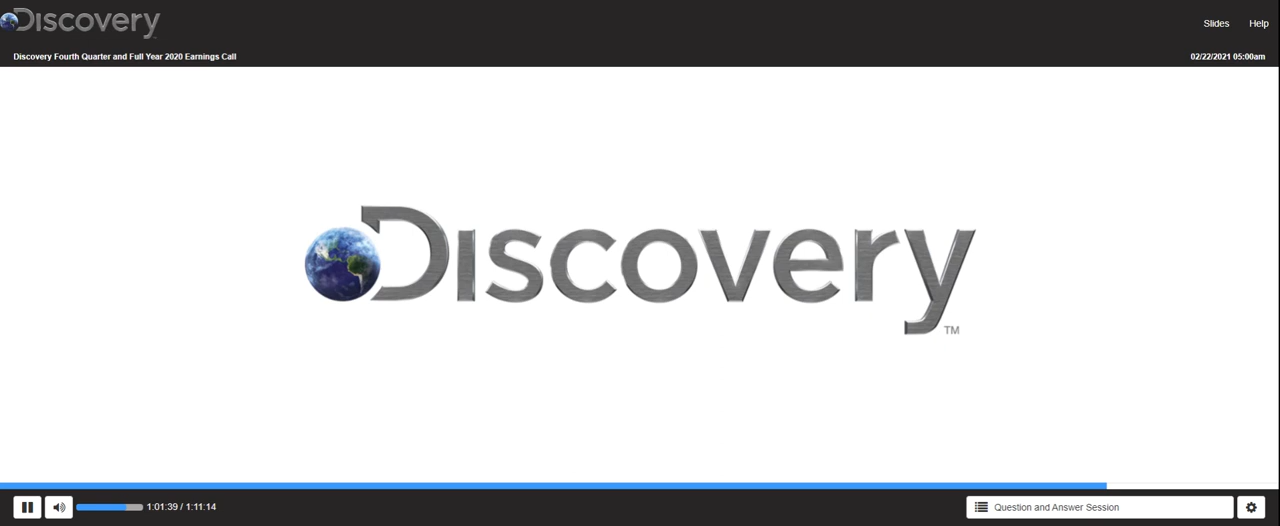 Discovery
Slides Help
Discovery Fourth Quarter and Full Year 2020 Earnings Call
02/22/2021 05:00am
Discovery TM
1:01:39 / 1:11:14
Question and Answer Session